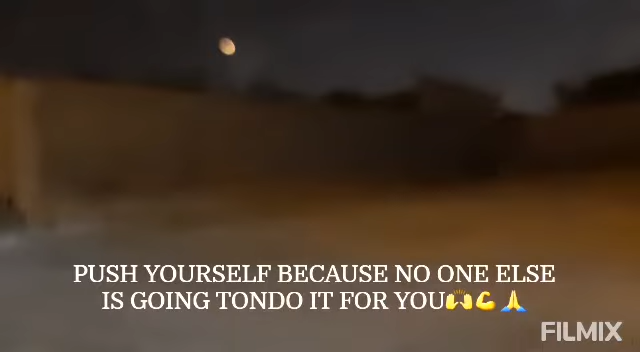 PUSH YOURSELF BECAUSE NO ONE ELSE
IS GOING TONDO IT FOR YOU🙌💪🙏
FILMIX